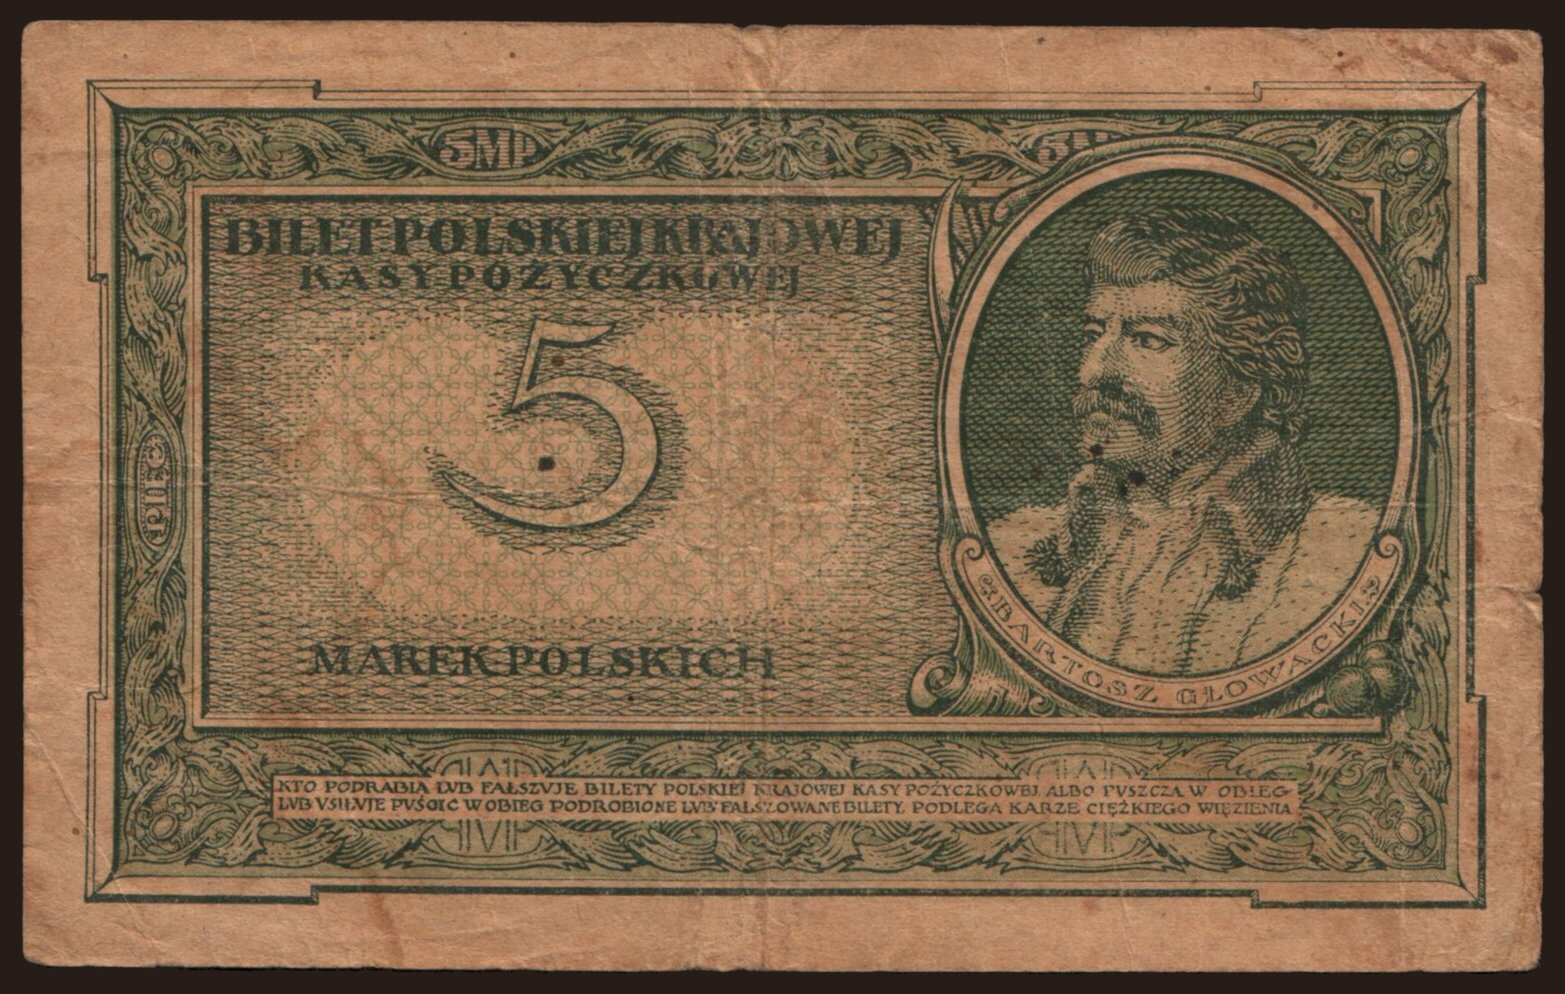 5MP
BILET POLSKIEJ KRAJOWEJ
KASY POŻYCZKOWEJ
5
PIĘĆ
MAREK POLSKICH
BARTOSZ GŁOWACKI
KTO PODRABIA LUB FAŁSZUJE BILETY POLSKIEJ KRAJOWEJ KASY POŻYCZKOWEJ ALBO PUSZCZA W OBIEG
LUB USIŁUJE PUŚCIĆ W OBIEG PODROBIONE LUB FAŁSZOWANE BILETY, PODLEGA KARZE CIĘŻKIEGO WIĘZIENIA